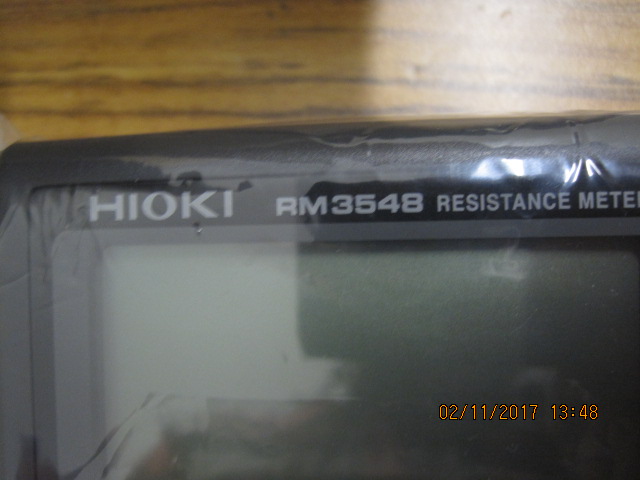 HIOKI RM3548 RESISTANCE METE
02/11/2017 13:48